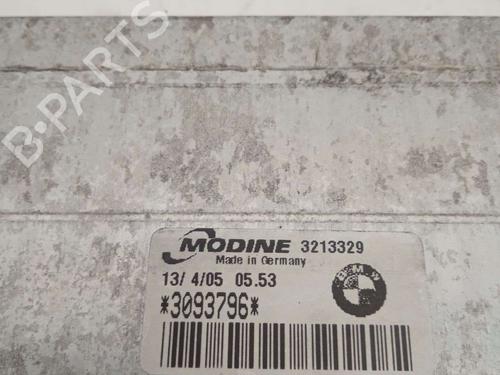 B-PARTS
MODINE 3213329
Made in Germany
13/ 4/05 05.53
*3093796*
BMW